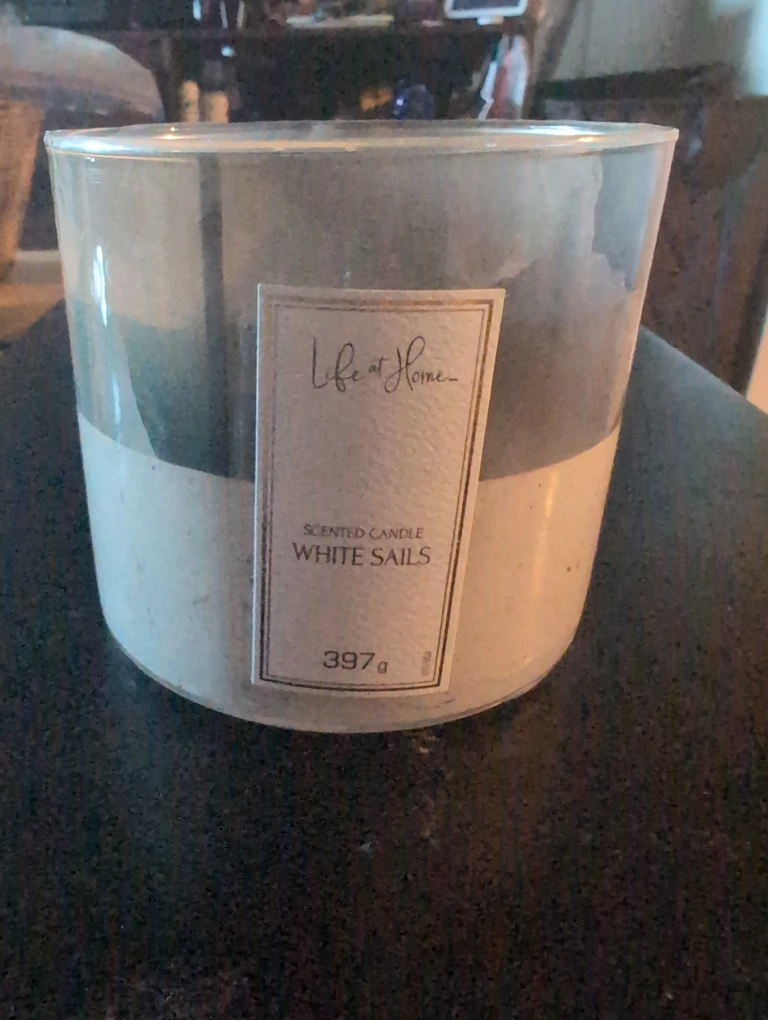 Life at Home
SCENTED CANDLE
WHITE SAILS
397g